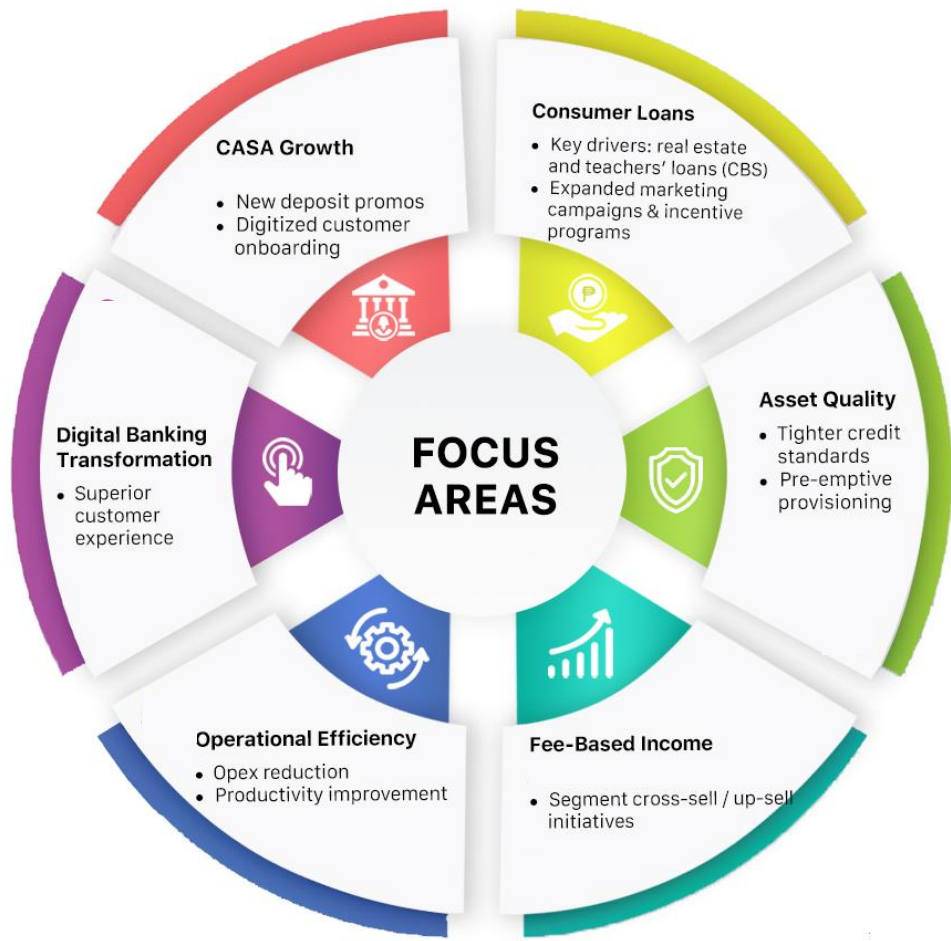 CASA Growth
• New deposit promos
• Digitized customer
onboarding
Consumer Loans
• Key drivers: real estate
and teachers' loans (CBS)
• Expanded marketing
campaigns & incentive
programs
Asset Quality
• Tighter credit
standards
• Pre-emptive
provisioning
Fee-Based Income
• Segment cross-sell / up-sell
initiatives
Operational Efficiency
• Opex reduction
• Productivity improvement
Digital Banking
Transformation
• Superior
customer
experience
FOCUS
AREAS